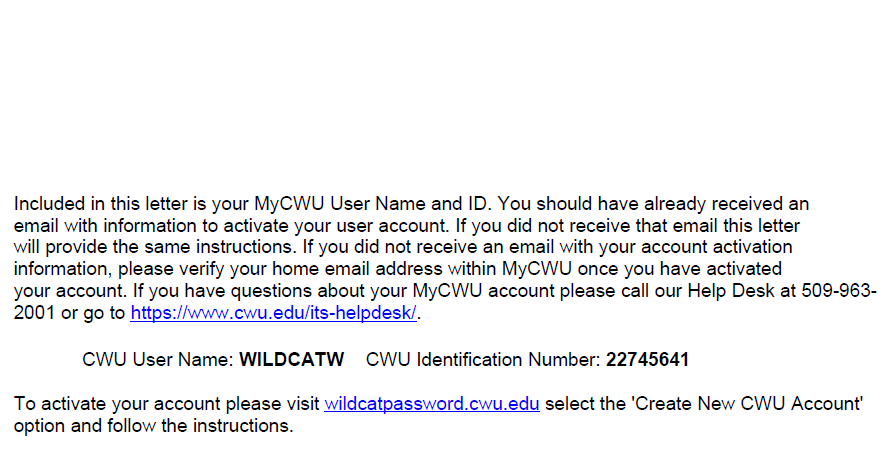 Included in this letter is your MyCWU User Name and ID. You should have already received an
email with information to activate your user account. If you did not receive that email this letter
will provide the same instructions. If you did not receive an email with your account activation
information, please verify your home email address within MyCWU once you have activated
your account. If you have questions about your MyCWU account please call our Help Desk at 509-963-
2001 or go to https://www.cwu.edu/its-helpdesk/.
CWU User Name: WILDCATW CWU Identification Number: 22745641
To activate your account please visit wildcatpassword.cwu.edu select the 'Create New CWU Account'
option and follow the instructions.